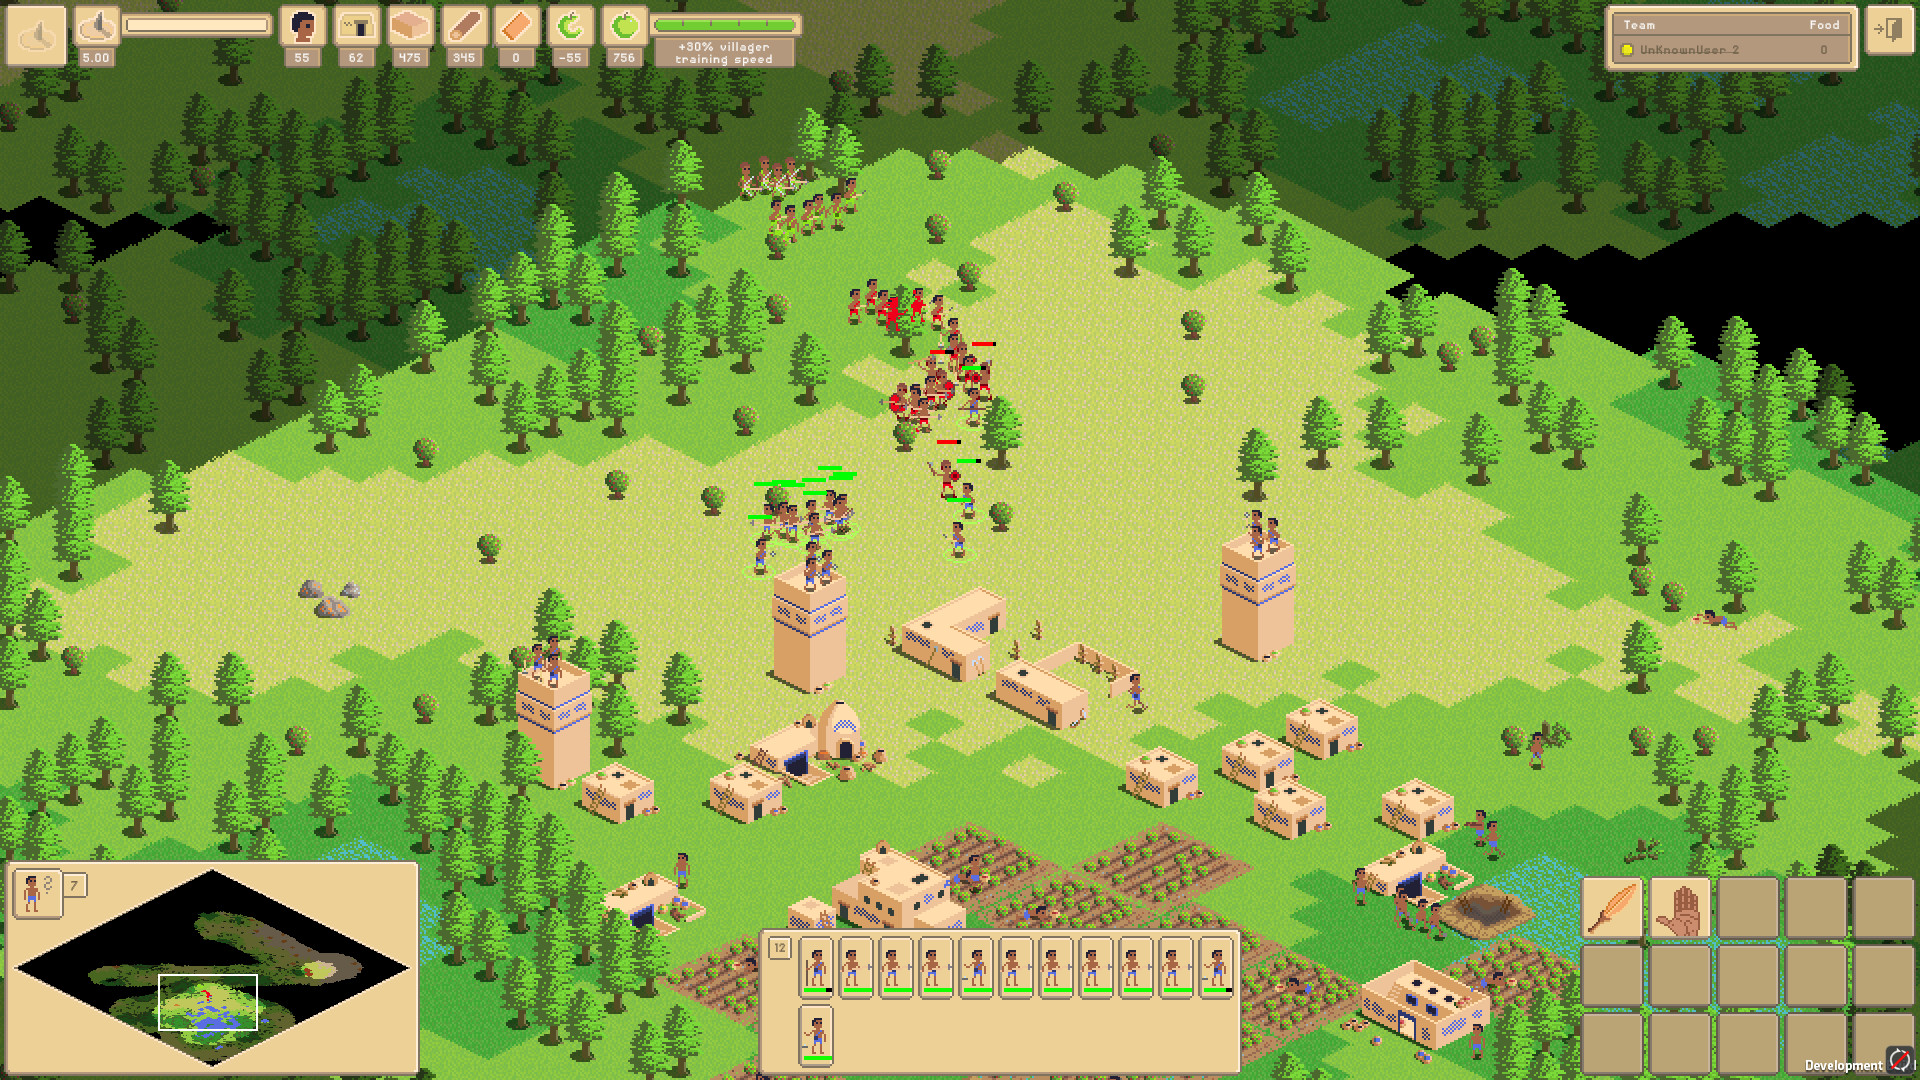 5.00
55
62
475
345
0
-55
756
+30% villager
training speed
Team Food
UnKnownUser_2 0
7
12
Development